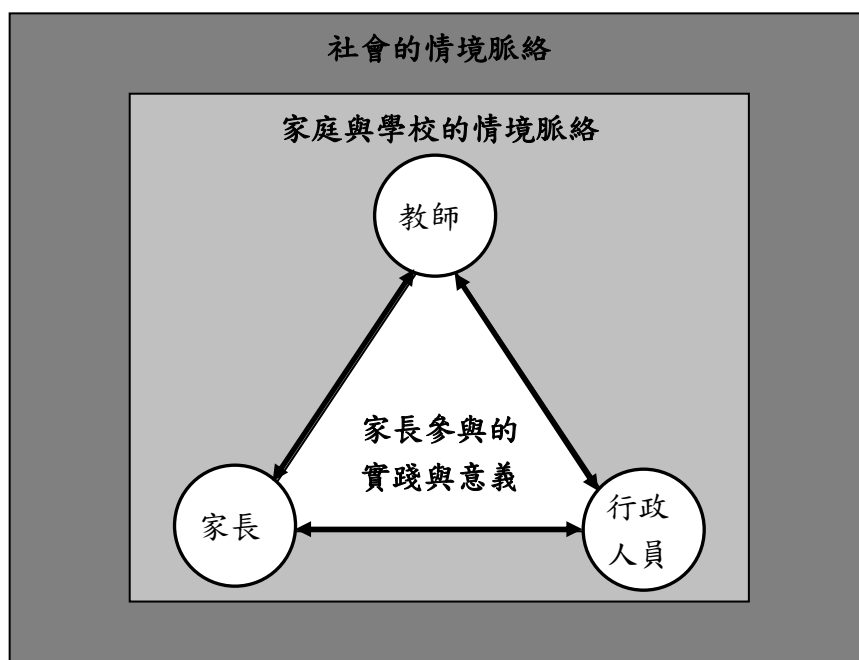 社會的情境脈絡
家庭與學校的情境脈絡
教師
家長參與的
實踐與意義
家長
行政
人員